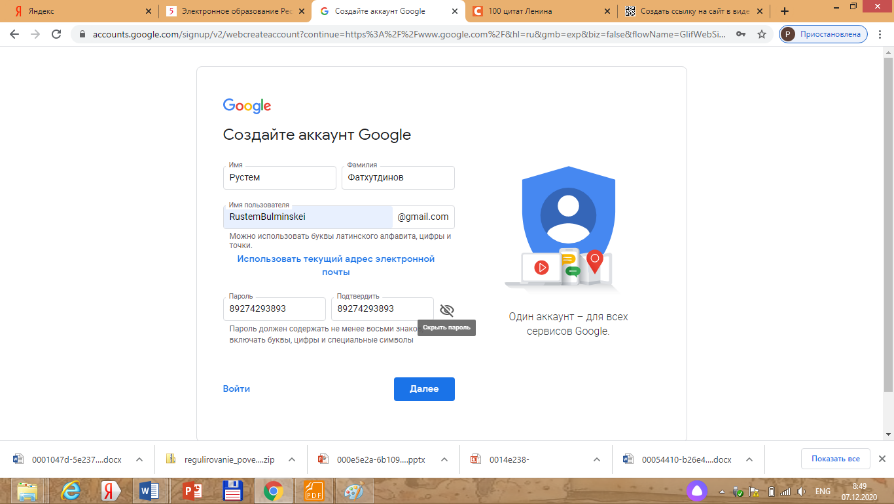 Яндекс
Электронное образование Ре
Создайте аккаунт Google
100 цитат Ленина
Создать ссылку на сайт в виде
accounts.google.com/signup/v2/webcreateaccount?continue=https%3A%2F%2Fwww.google.com%2F&hl=ru&gmb=exp&biz=false&flowName=GlifWebSi...
Р
Приостановлена
Google
Создайте аккаунт Google
Имя
Фамилия
Рустем
Фатхутдинов
Имя пользователя
RustemBulminskei
@gmail.com
Можно использовать буквы латинского алфавита, цифры и
точки.
Использовать текущий адрес электронной
почты
Пароль
Подтвердить
89274293893
89274293893
Скрыть пароль
Пароль должен содержать не менее восьми знако
включать буквы, цифры и специальные символы
Один аккаунт – для всех
сервисов Google.
Войти
Далее
0001047d-5e237....docx
regulirovanie_pove....zip
000e5e2a-6b109....pptx
0014e238-
00054410-b26e4....docx
Показать все
ENG
8:49
07.12.2020